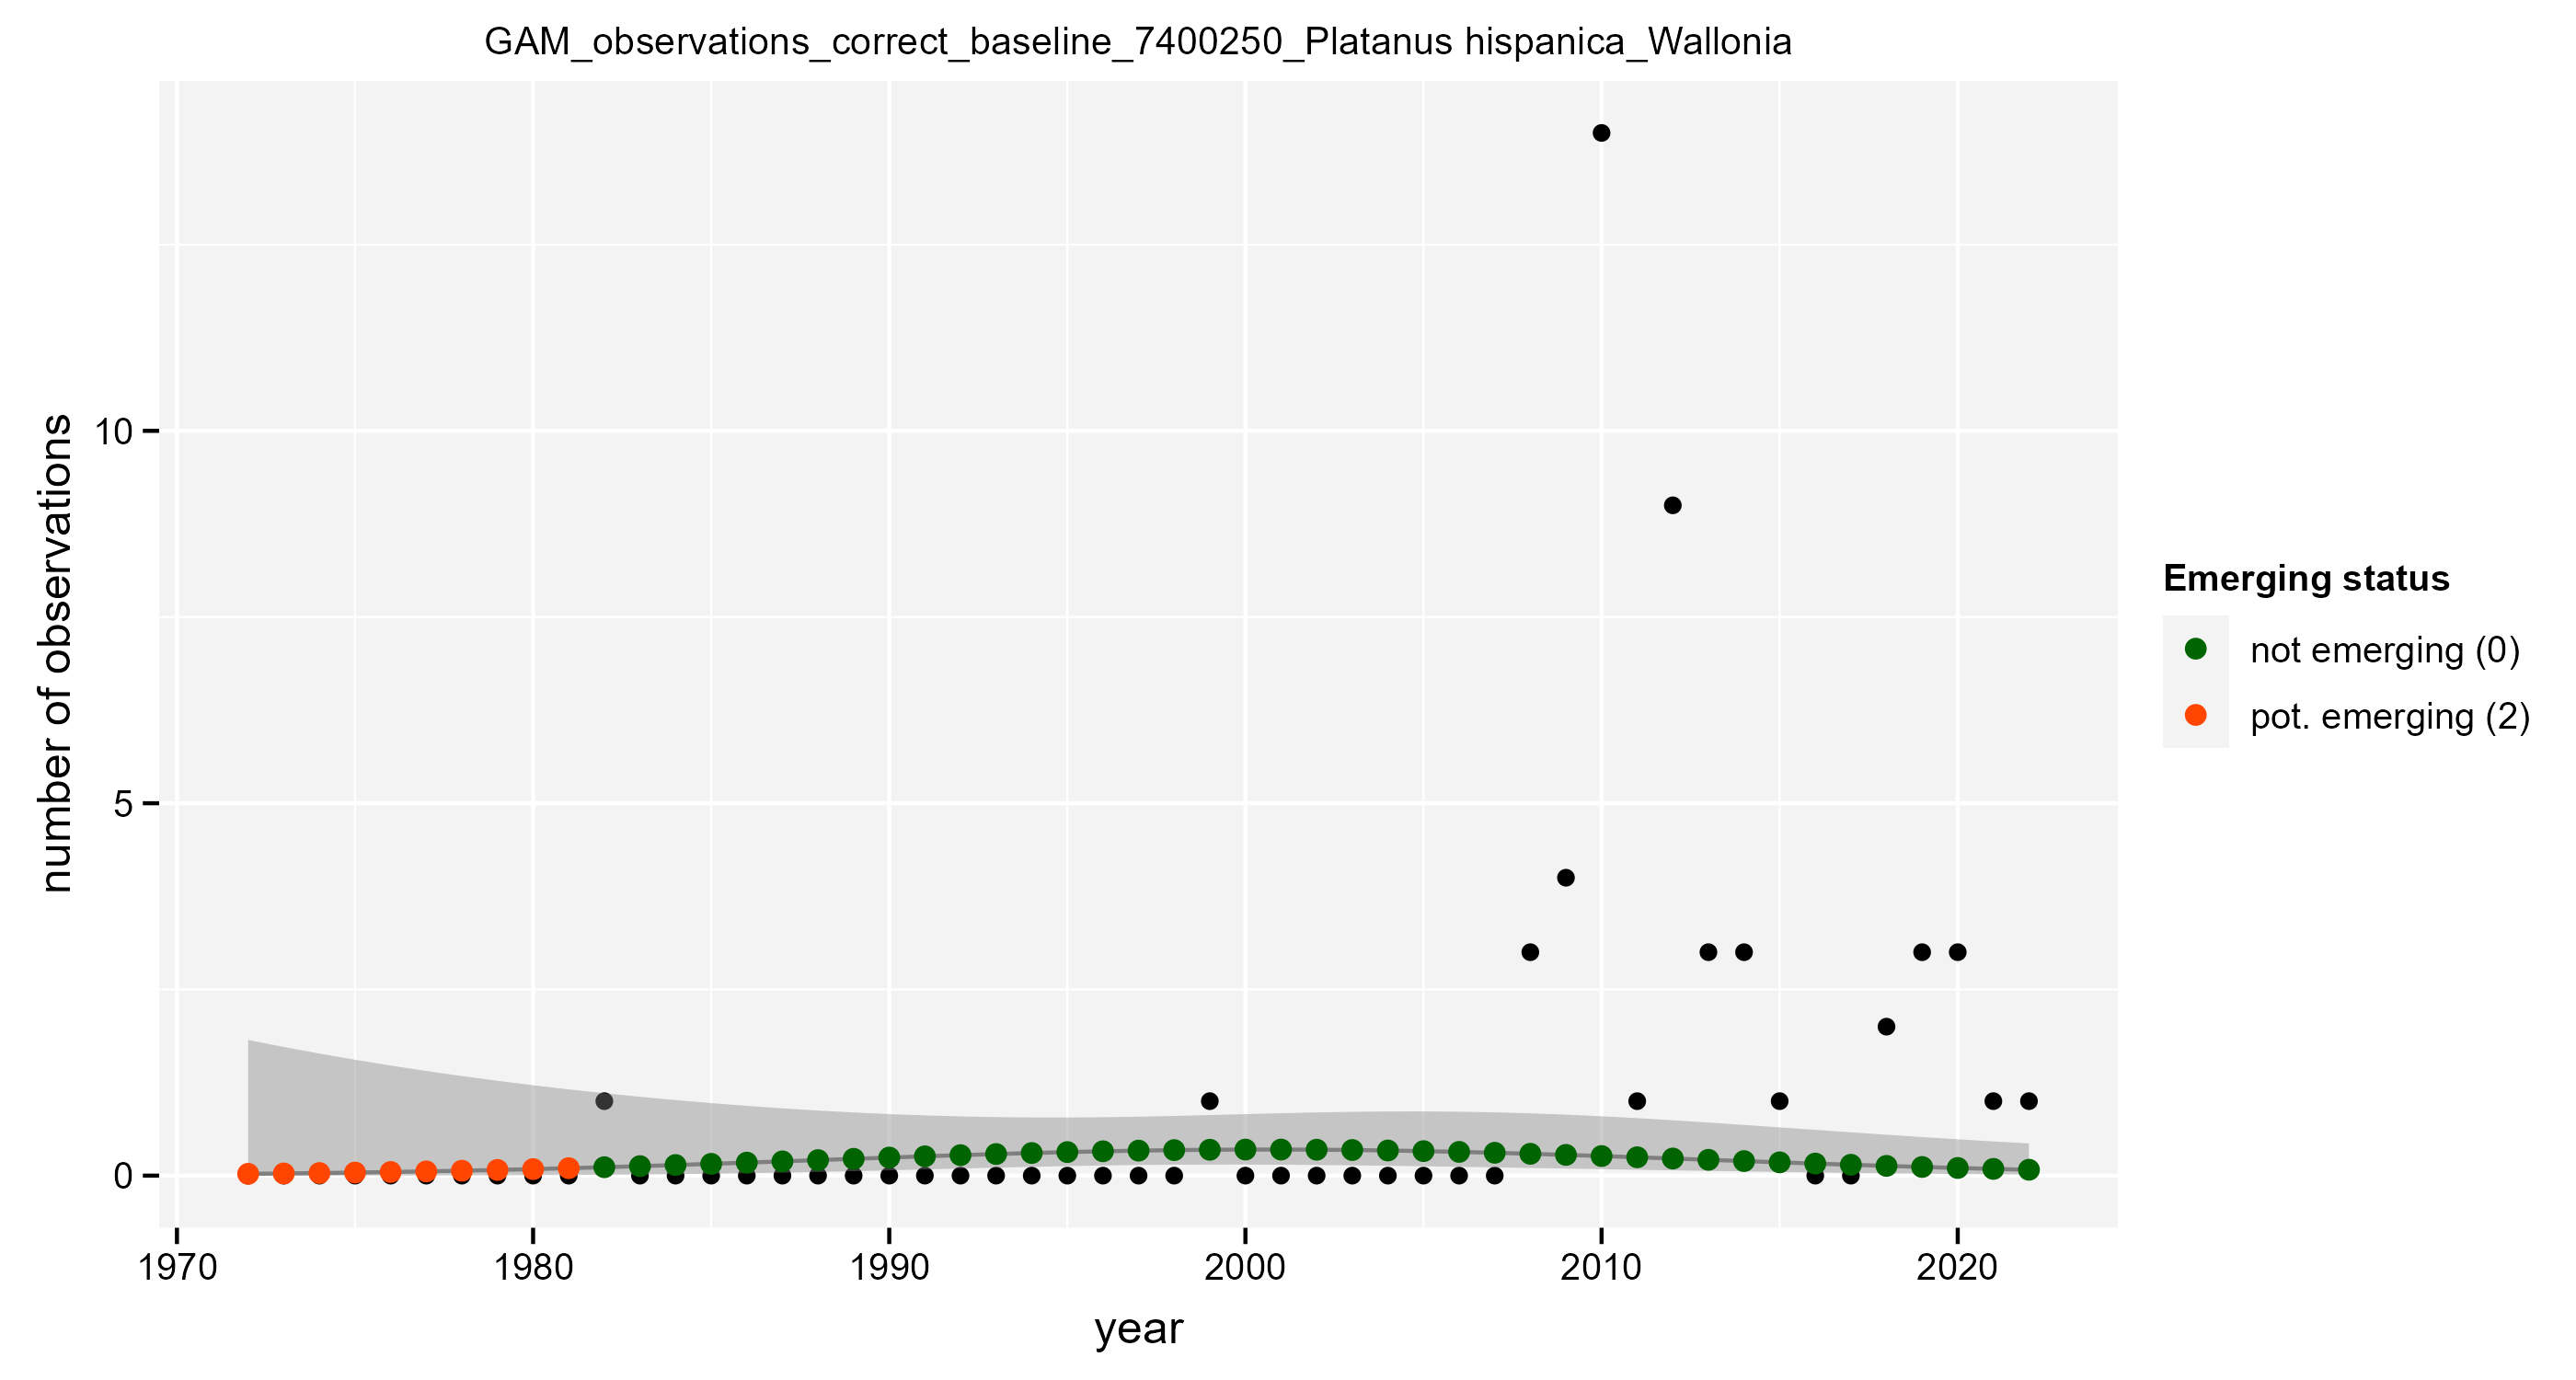 GAM_observations_correct_baseline_7400250_Platanus hispanica_Wallonia
number of observations
10
5
0
1970 1980 1990 2000 2010 2020
year
Emerging status
not emerging (0)
pot. emerging (2)